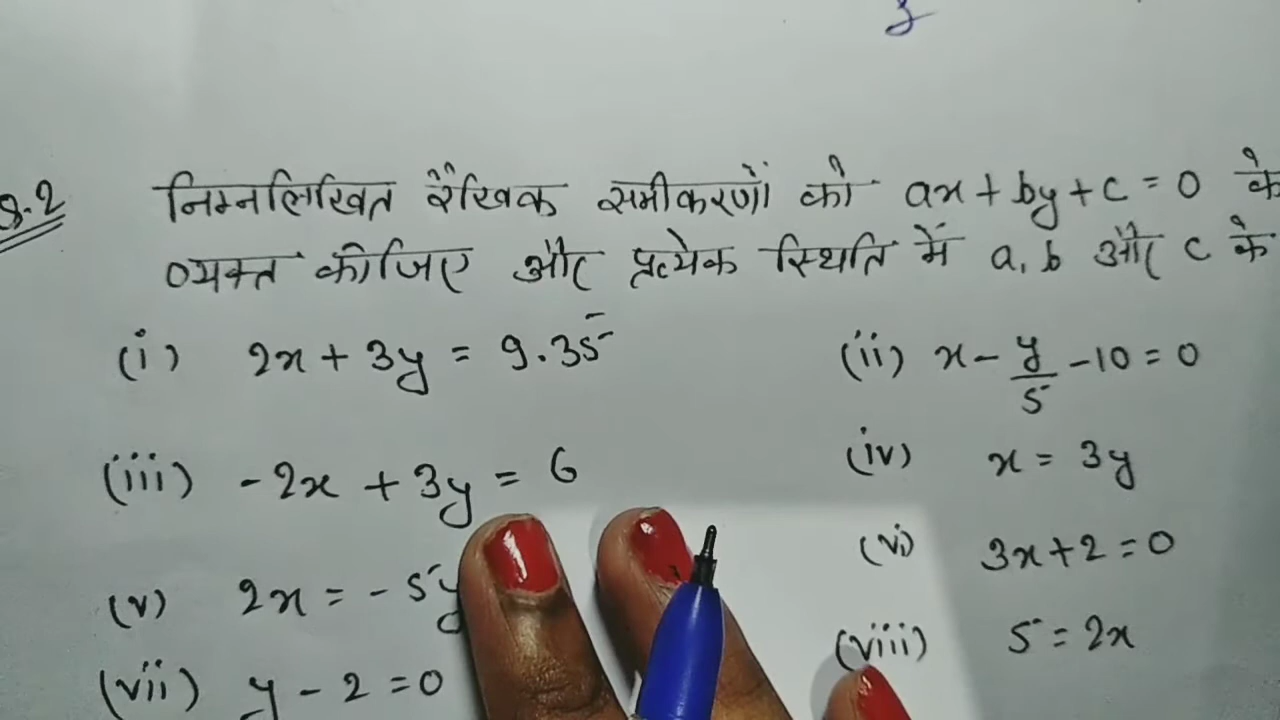 निम्नलिखित रैखिक समीकरणों को ax + by + c = 0 के
व्यक्त कीजिए और प्रत्येक स्थिति में a, b और c के
(i) 2x + 3y = 9.35
(ii) x - y/5 - 10 = 0
(iii) -2x + 3y = 6
(iv) x = 3y
(v) 2x = -5y
(vi) 3x + 2 = 0
(vii) y - 2 = 0
(viii) 5 = 2x